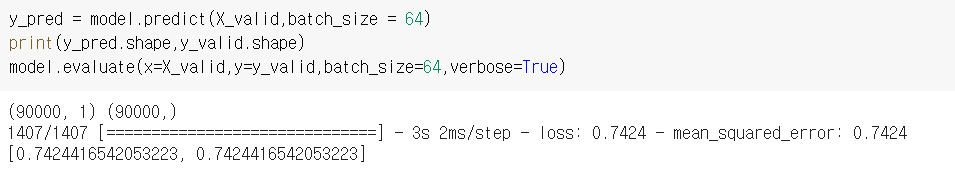 y_pred = model.predict(X_valid,batch_size = 64)
print(y_pred.shape,y_valid.shape)
model.evaluate(x=X_valid,y=y_valid,batch_size=64,verbose=True)
(90000, 1) (90000,)
1407/1407 [==============================] - 3s 2ms/step - loss: 0.7424 - mean_squared_error: 0.7424
[0.7424416542053223, 0.7424416542053223]